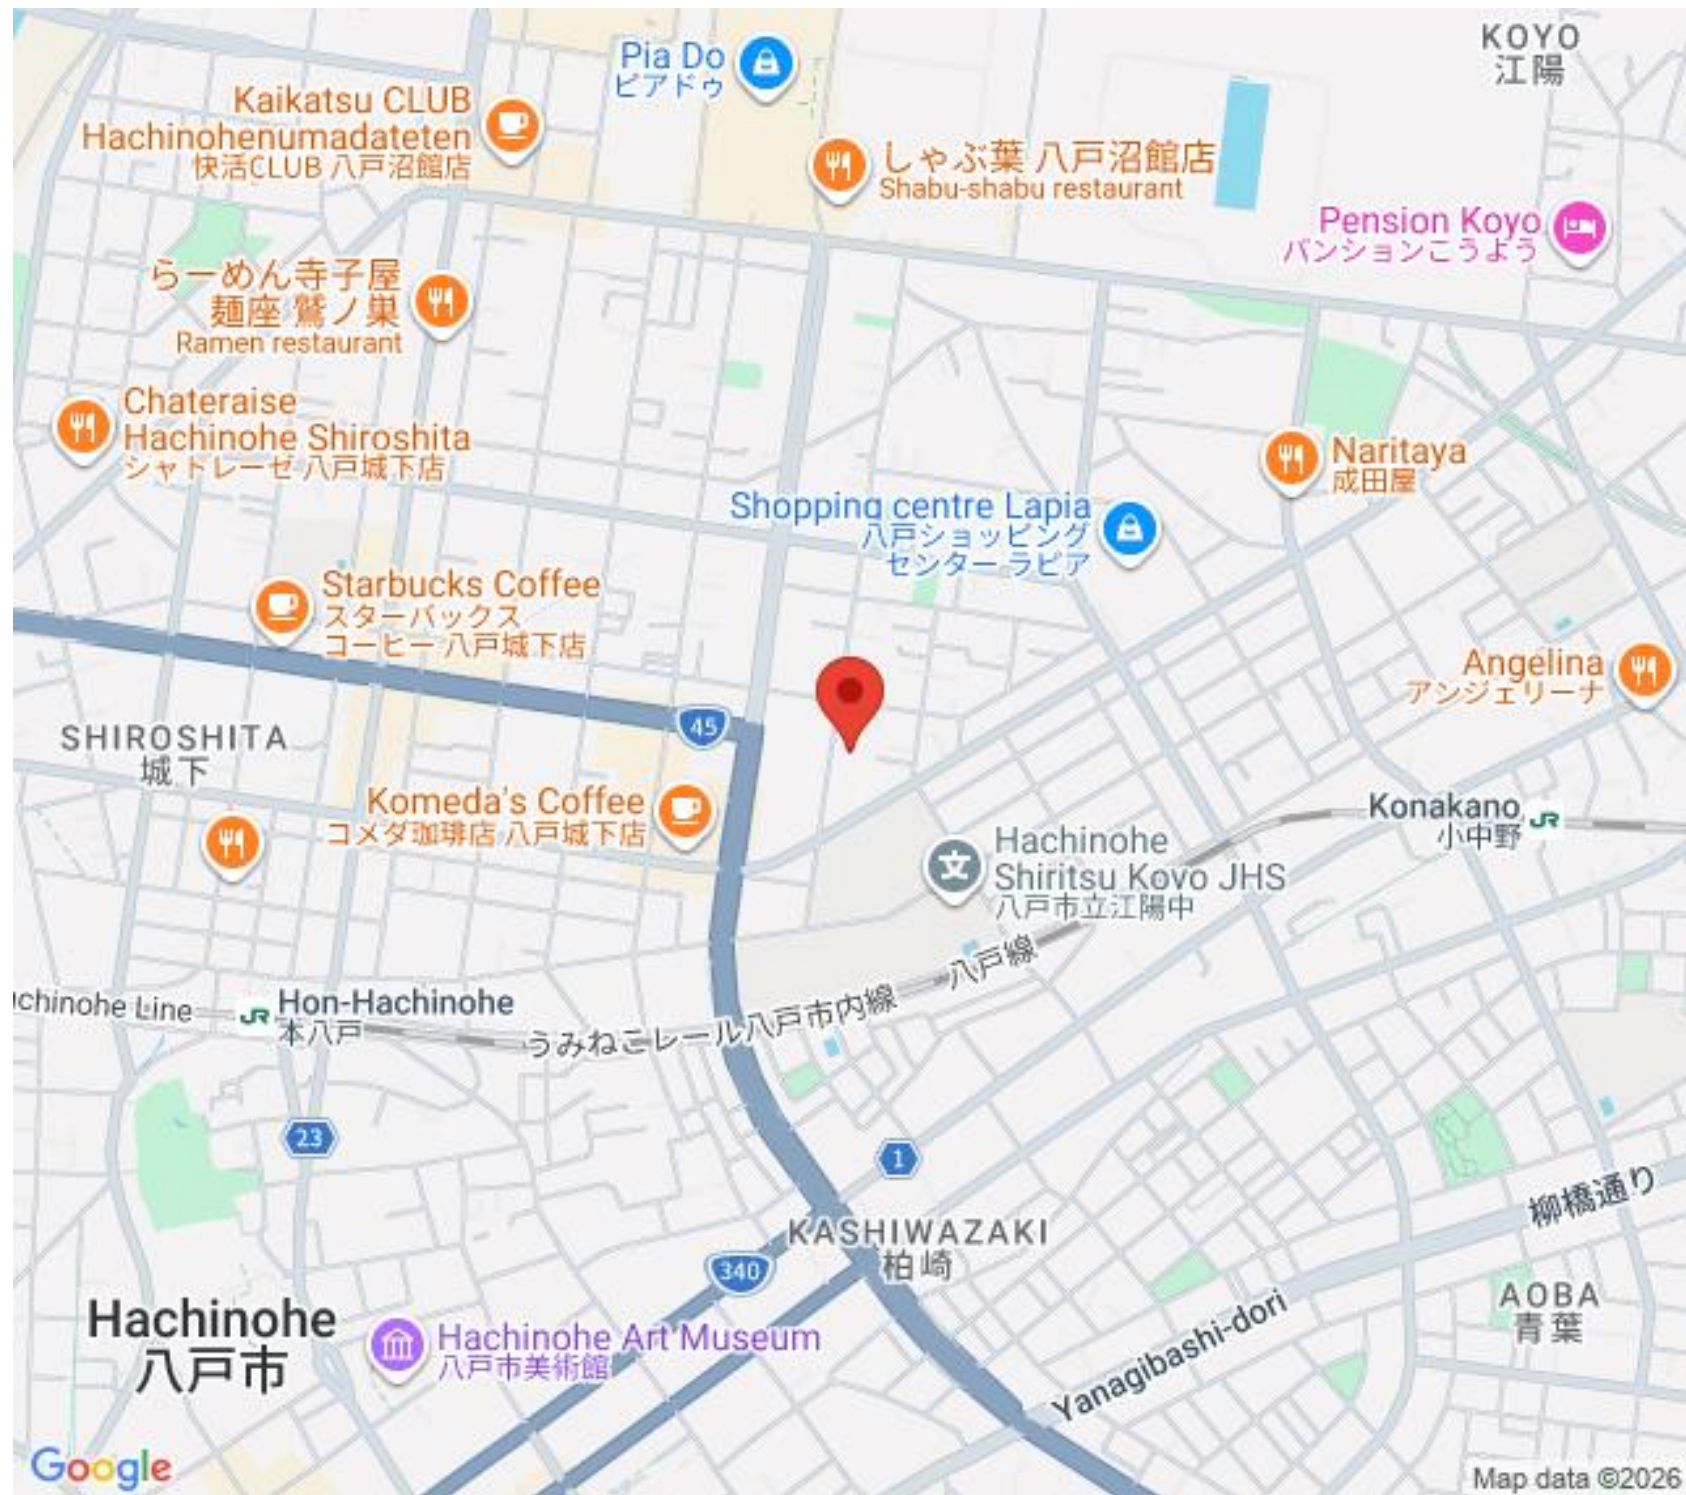 KOYO
江陽
Pia Do
ピアドゥ
Kaikatsu CLUB
Hachinohenumadateten
快活CLUB 八戸沼館店
しゃぶ葉 八戸沼館店
Shabu-shabu restaurant
Pension Koyo
パンションこうよう
らーめん寺子屋
麺座 鷲ノ巣
Ramen restaurant
Chateraise
Hachinohe Shiroshita
シャトレーゼ 八戸城下店
Naritaya
成田屋
Shopping centre Lapia
八戸ショッピング
センター ラピア
Starbucks Coffee
スターバックス
コーヒー 八戸城下店
Angelina
アンジェリーナ
45
SHIROSHITA
城下
Komeda's Coffee
コメダ珈琲店 八戸城下店
Konakano
小中野
JR
Hachinohe
Shiritsu Koyo JHS
八戸市立江陽中
八戸線
achinohe Line
JR
Hon-Hachinohe
本八戸
うみねこレール八戸市内線
23
1
柳橋通り
KASHIWAZAKI
柏崎
340
AOBA
青葉
Hachinohe
八戸市
Hachinohe Art Museum
八戸市美術館
Yanagibashi-dori
Google
Map data ©2026